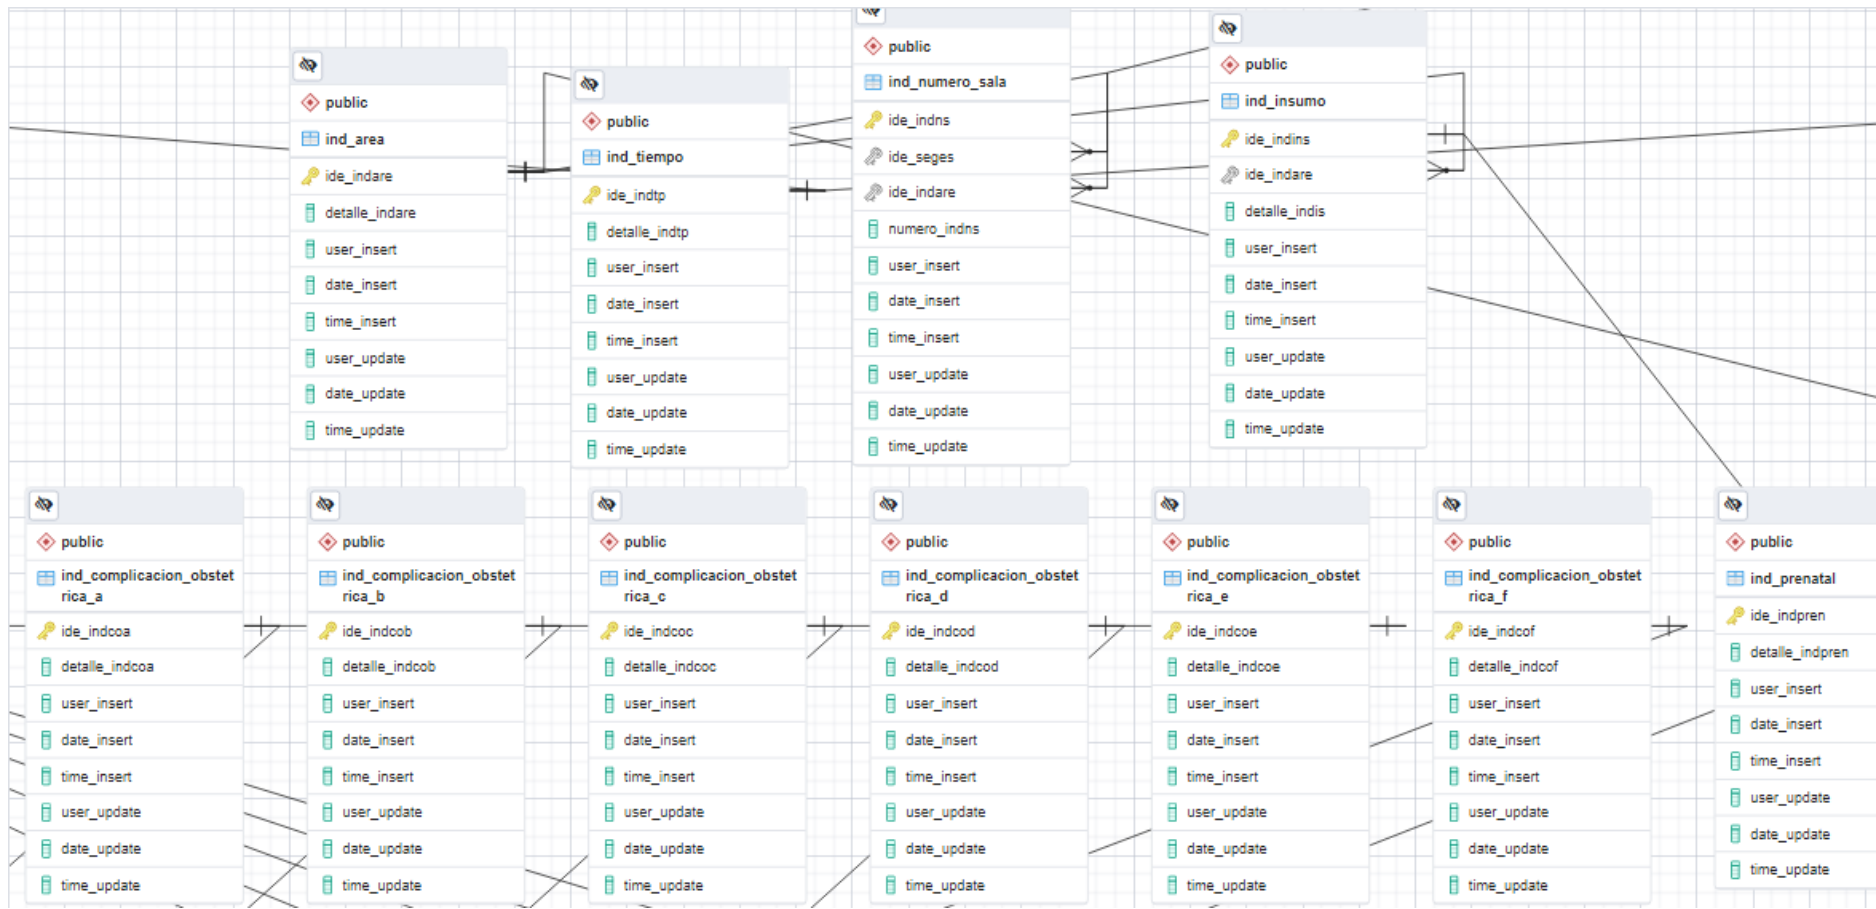 public
ind_area
ide_indare
detalle_indare
user_insert
date_insert
time_insert
user_update
date_update
time_update
public
ind_tiempo
ide_indtp
detalle_indtp
user_insert
date_insert
time_insert
user_update
date_update
time_update
public
ind_numero_sala
ide_indns
ide_seges
ide_indare
numero_indns
user_insert
date_insert
time_insert
user_update
date_update
time_update
public
ind_insumo
ide_indins
ide_indare
detalle_indis
user_insert
date_insert
time_insert
user_update
date_update
time_update
public
ind_complicacion_obstet
rica_a
ide_indcoa
detalle_indcoa
user_insert
date_insert
time_insert
user_update
date_update
time_update
public
ind_complicacion_obstet
rica_b
ide_indcob
detalle_indcob
user_insert
date_insert
time_insert
user_update
date_update
time_update
public
ind_complicacion_obstet
rica_c
ide_indcoc
detalle_indcoc
user_insert
date_insert
time_insert
user_update
date_update
time_update
public
ind_complicacion_obstet
rica_d
ide_indcod
detalle_indcod
user_insert
date_insert
time_insert
user_update
date_update
time_update
public
ind_complicacion_obstet
rica_e
ide_indcoe
detalle_indcoe
user_insert
date_insert
time_insert
user_update
date_update
time_update
public
ind_complicacion_obstet
rica_f
ide_indcof
detalle_indcof
user_insert
date_insert
time_insert
user_update
date_update
time_update
public
ind_prenatal
ide_indpren
detalle_indpren
user_insert
date_insert
time_insert
user_update
date_update
time_update